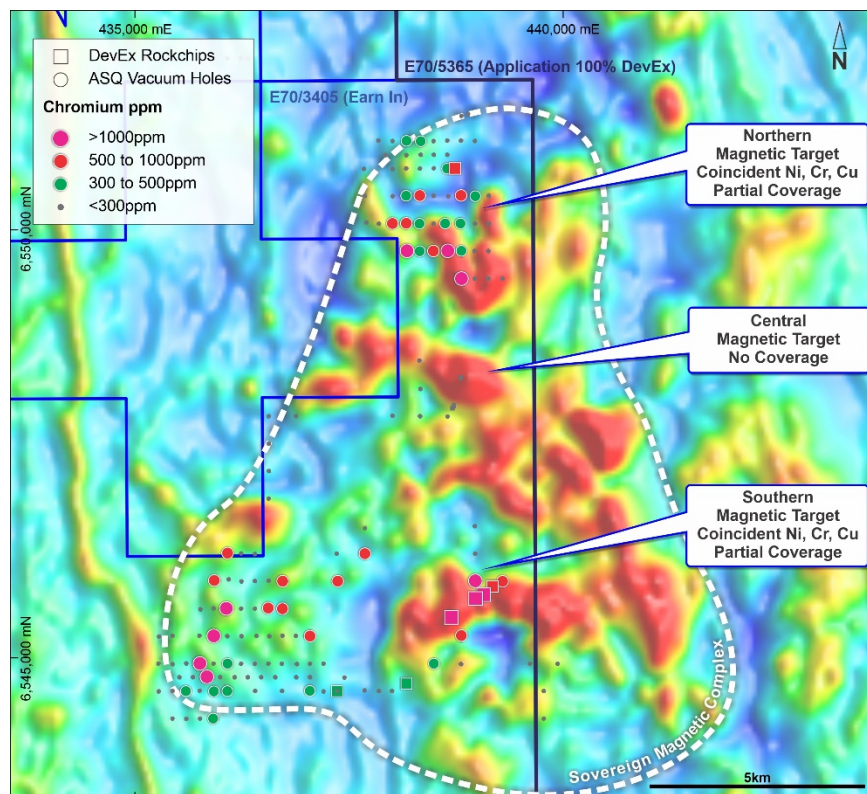 435,000 mE
440,000 mE
DevEx Rockchips
ASQ Vacuum Holes
Chromium ppm
>1000ppm
500 to 1000ppm
300 to 500ppm
<300ppm
E70/5365 (Application 100% DevEx)
E70/3405 (Earn In)
N
Northern
Magnetic Target
Coincident Ni, Cr, Cu
Partial Coverage
6,550,000 mN
Central
Magnetic Target
No Coverage
Southern
Magnetic Target
Coincident Ni, Cr, Cu
Partial Coverage
6,545,000 mN
Sovereign Magnetic Complex
5km